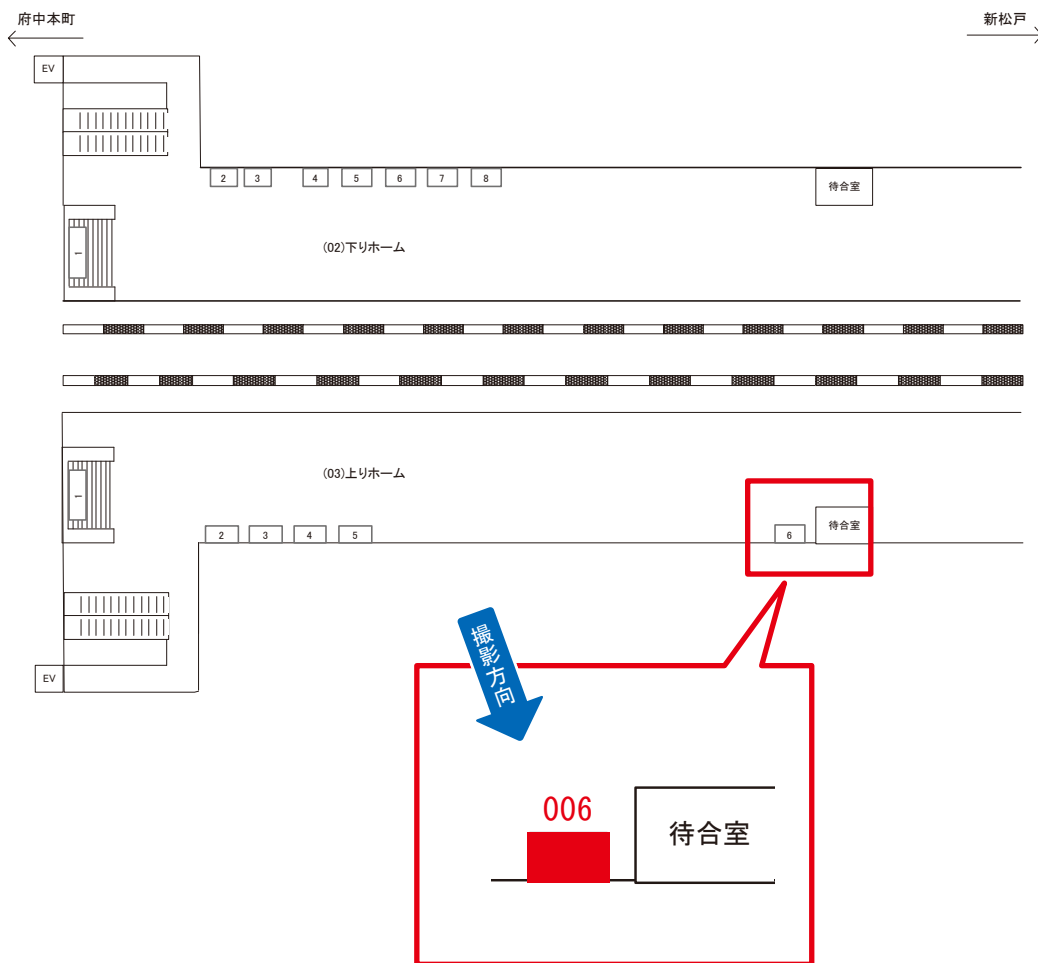 府中本町
新松戸
EV
2 3 4 5 6 7 8
待合室
1
(02)下りホーム
1
(03)上りホーム
2 3 4 5 6
待合室
EV
撮影方向
006
待合室